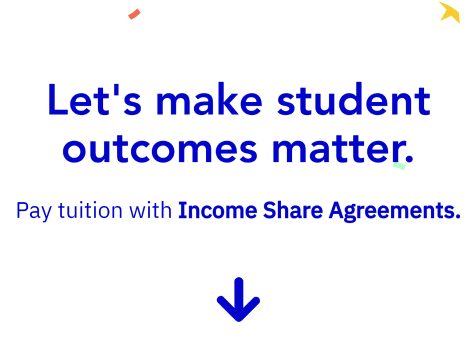 Let's make student
outcomes matter.
Pay tuition with Income Share Agreements.